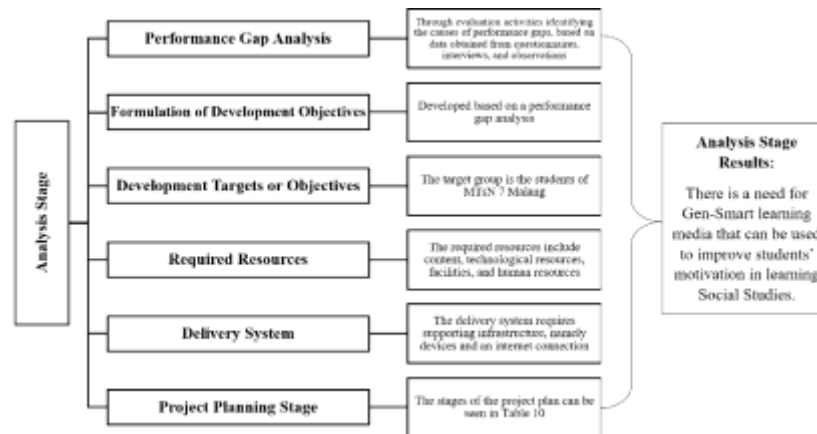 Analysis Stage
Performance Gap Analysis
Through evaluation activities identifying
the causes of performance gaps, based on
data obtained from questionnaires,
interviews, and observations
Formulation of Development Objectives
Developed based on a performance
gap analysis
Development Targets or Objectives
The target group is the students of
MTsN 7 Malang
Required Resources
The required resources include
content, technological resources,
facilities, and human resources
Delivery System
The delivery system requires
supporting infrastructure, namely
devices and an internet connection
Project Planning Stage
The stages of the project plan can be
seen in Table 10
Analysis Stage
Results:
There is a need for
Gen-Smart learning
media that can be used
to improve students'
motivation in learning
Social Studies.